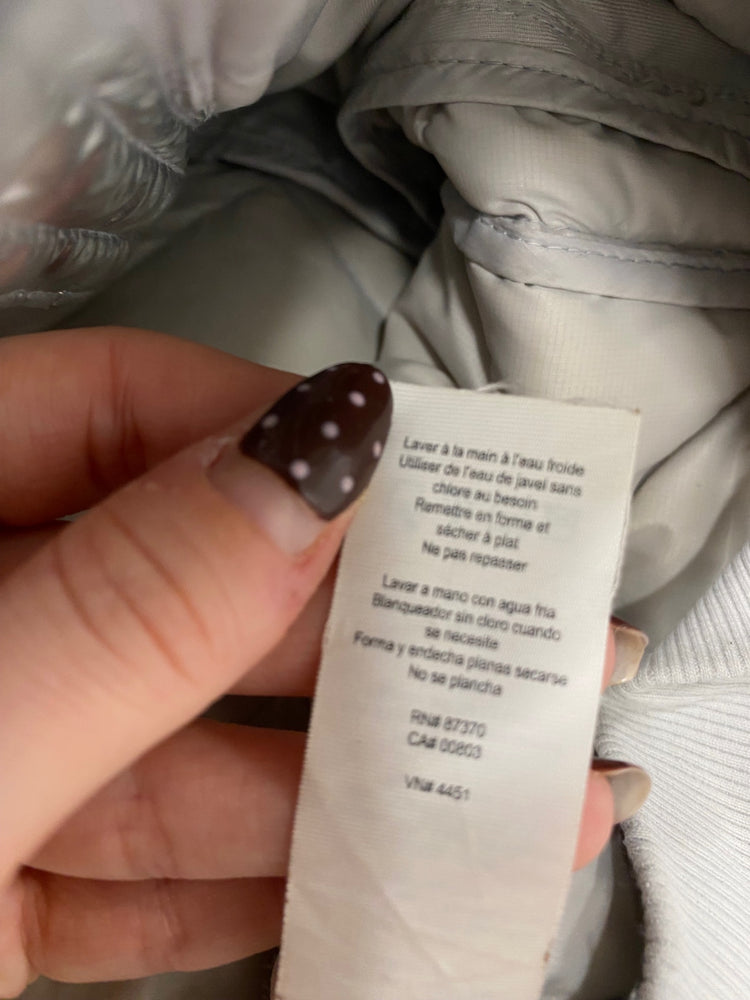 Laver à la main à l'eau froide
Utiliser de l'eau de javel sans
chlore au besoin
Remettre en forme et
sécher à plat
Ne pas repasser
Lavar a mano con agua fria
Blanqueador sin cloro cuando
se necesite
Forma y endecha planas secarse
No se plancha
RN# 87370
CA# 00803
VN# 4451